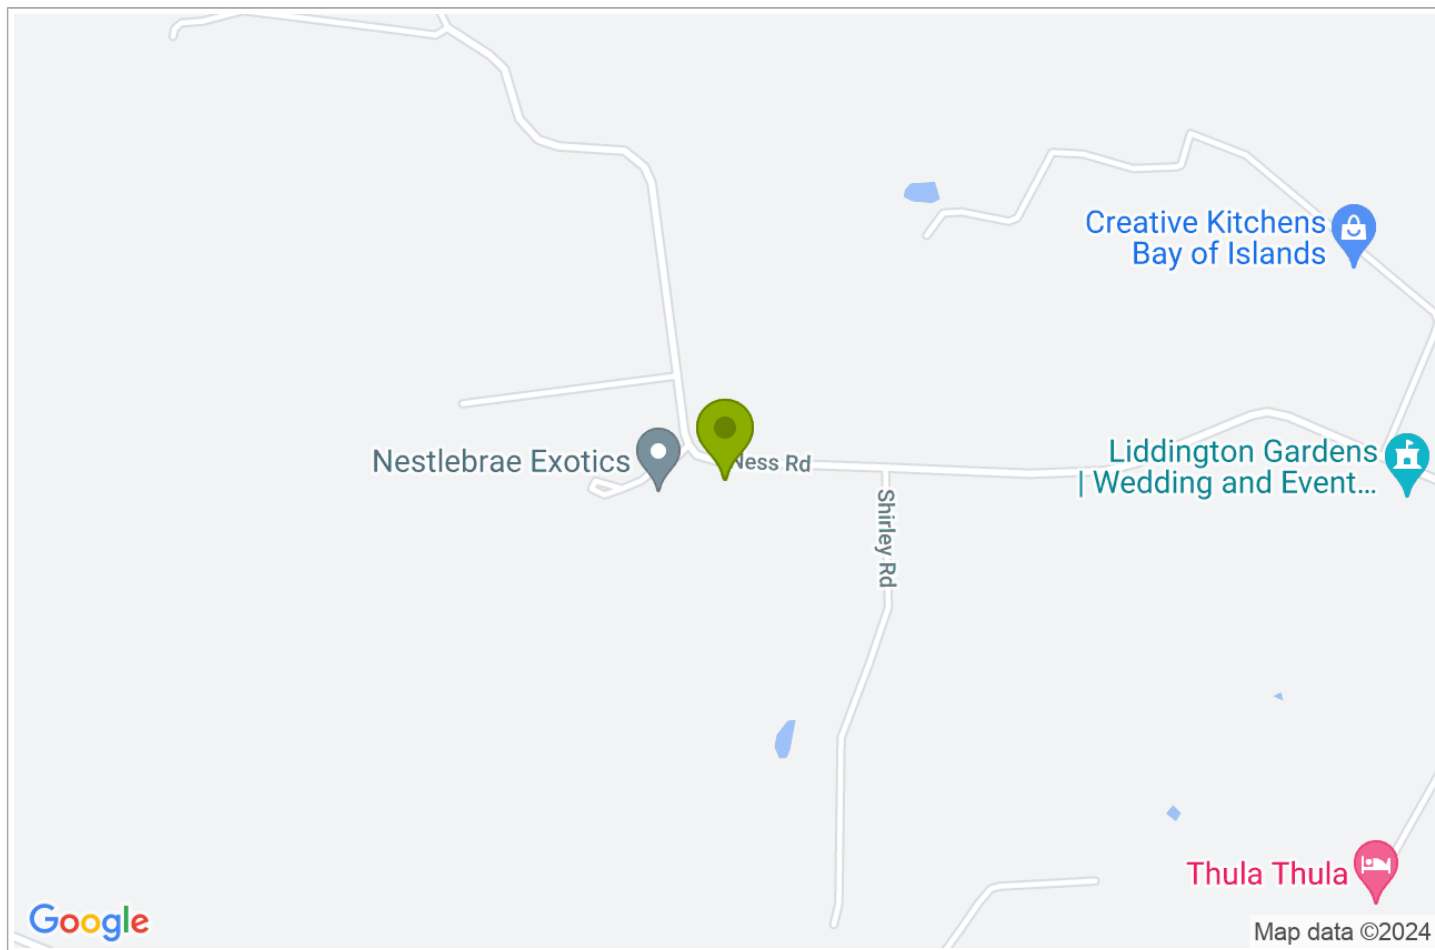 Creative Kitchens
Bay of Islands
Nestlebrae Exotics
Ness Rd
Liddington Gardens
| Wedding and Event...
Shirley Rd
Thula Thula
Google
Map data ©2024